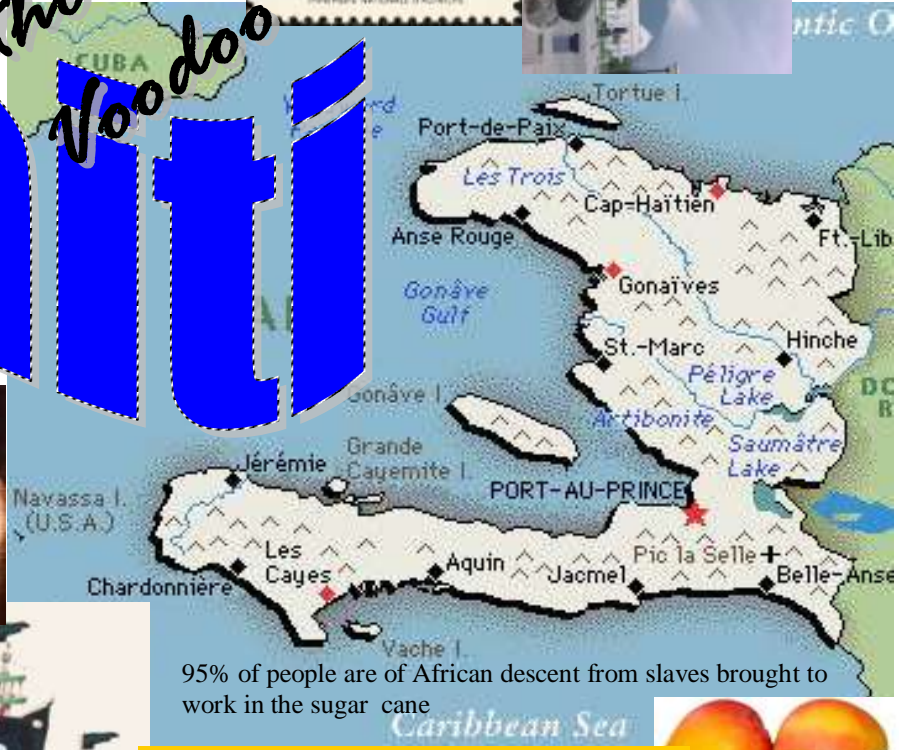 The
Voodoo
iti
CUBA
ntic O
Tortue I.
Port-de-Paix
Les Trois
Cap-Haïtien
Anse Rouge
Ft.-Lib
Gonâve
Gulf
Gonaïves
St.-Marc
Hinche
Péligre
Lake
DO
R
Gonâve I.
Artibonite
Saumâtre
Lake
Grande
Cayemite I.
Jérémie
PORT-AU-PRINCE
Navassa I.
(U.S.A.)
Les
Cayes
Aquin
Jacmel
Pic la Selle
Belle-Anse
Chardonnière
Vache I.
95% of people are of African descent from slaves brought to
work in the sugar cane
Caribbean Sea